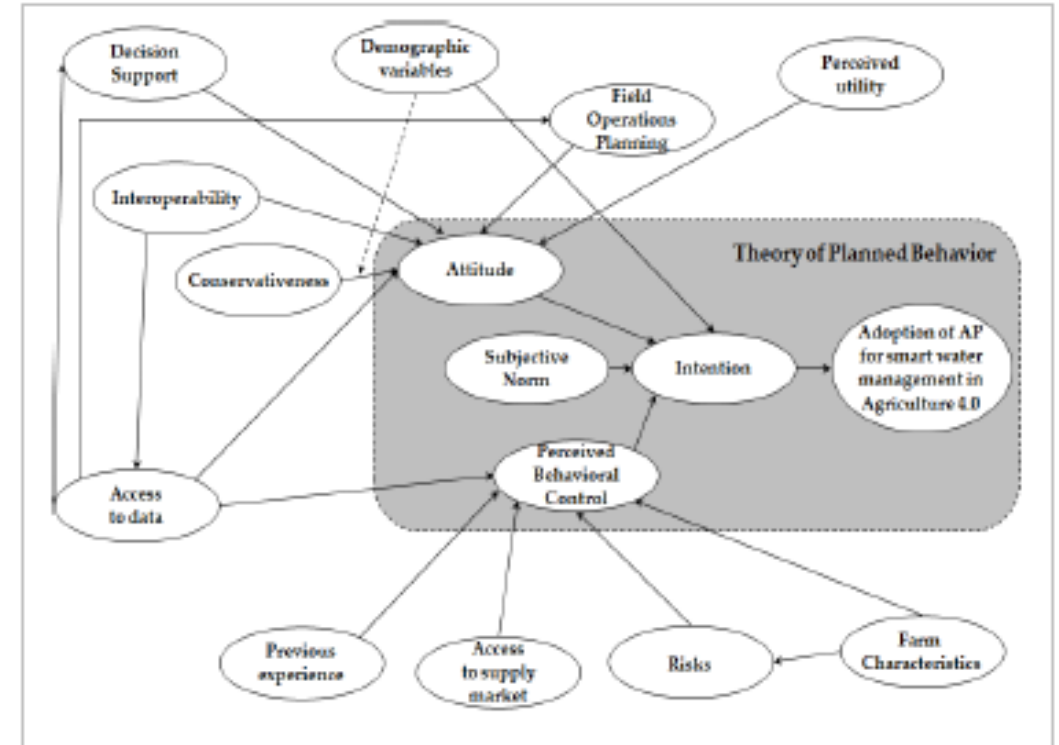 Decision
Support
Demographic
variables
Perceived
utility
Field
Operations
Planning
Interoperability
Conservativeness
Theory of Planned Behavior
Attitude
Subjective
Norm
Intention
Adoption of AP
for smart water
management in
Agriculture 4.0
Perceived
Behavioral
Control
Access
to data
Previous
experience
Access
to supply
market
Risks
Farm
Characteristics